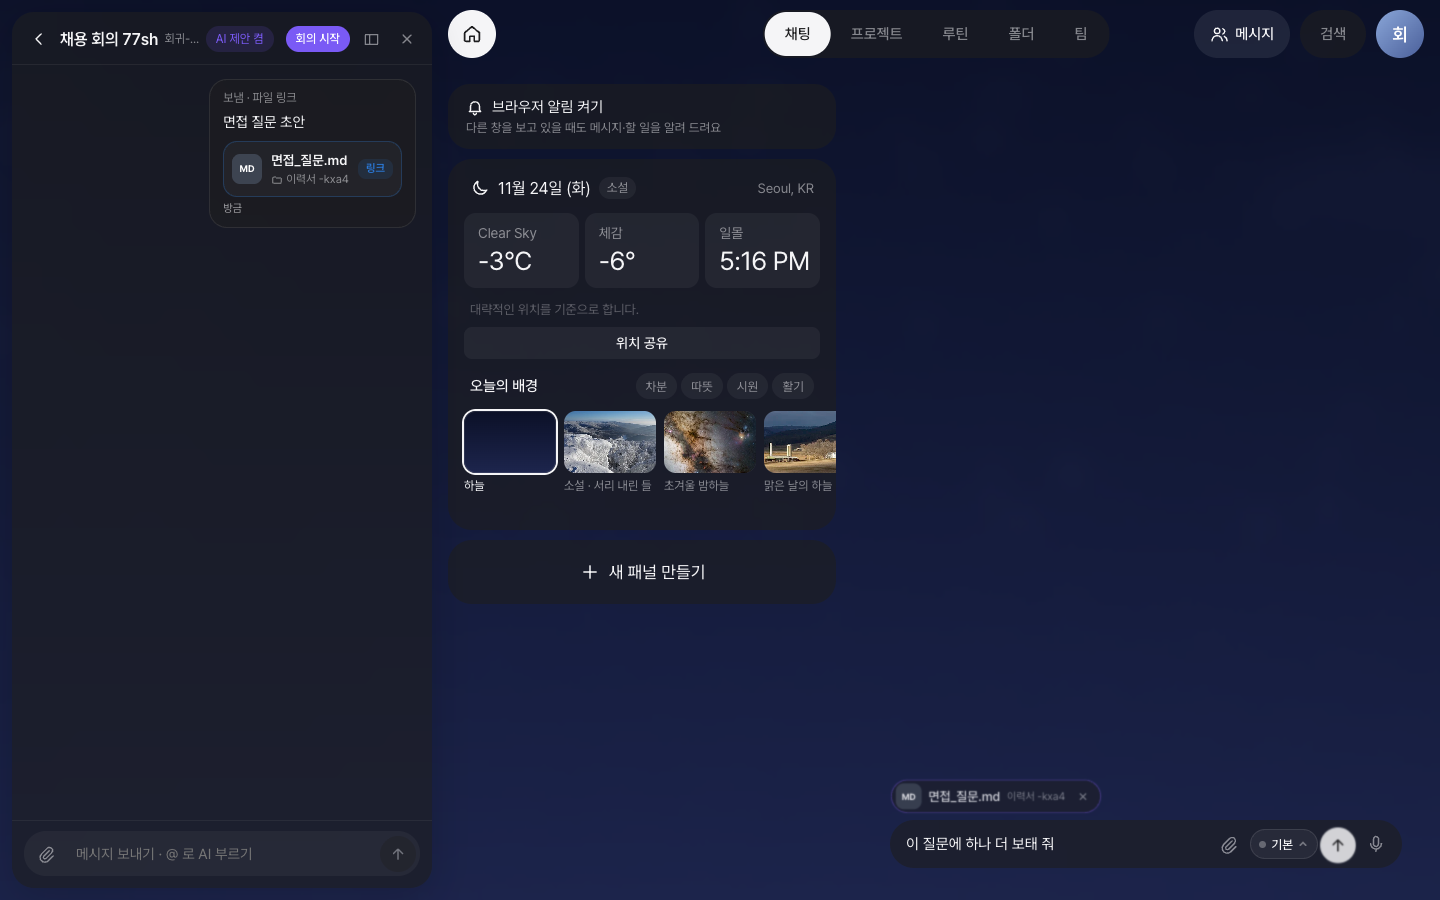 채용 회의 77sh 회귀-... AI 제안 켬 회의 시작
보냄 · 파일 링크
면접 질문 초안
MD 면접_질문.md 링크
이력서 -kxa4
방금
메시지 보내기 · @ 로 AI 부르기
채팅 프로젝트 루틴 폴더 팀
메시지 검색 회
브라우저 알림 켜기
다른 창을 보고 있을 때도 메시지·할 일을 알려 드려요
11월 24일 (화) 소설 Seoul, KR
Clear Sky 체감 일몰
-3°C -6° 5:16 PM
대략적인 위치를 기준으로 합니다.
위치 공유
오늘의 배경 차분 따뜻 시원 활기
하늘 소설 · 서리 내린 들 초겨울 밤하늘 맑은 날의 하늘
새 패널 만들기
MD 면접_질문.md 이력서 -kxa4
이 질문에 하나 더 보태 줘 기본